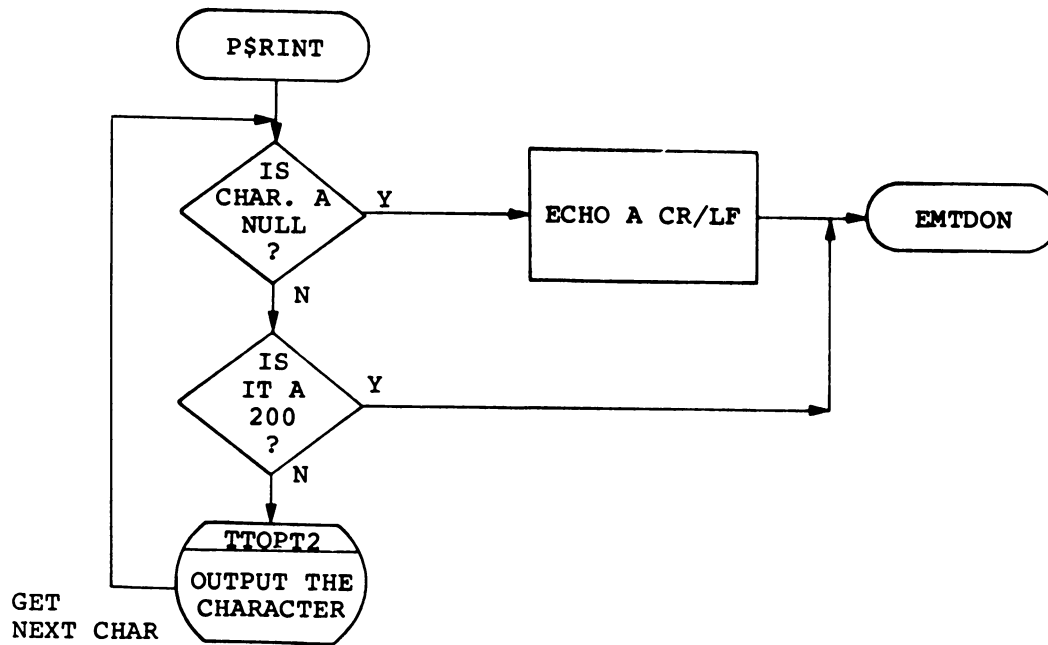 P$RINT
IS
CHAR. A
NULL
?
Y
ECHO A CR/LF
EMTDON
N
IS
IT A
200
?
Y
N
TTOPT2
OUTPUT THE
CHARACTER
GET
NEXT CHAR